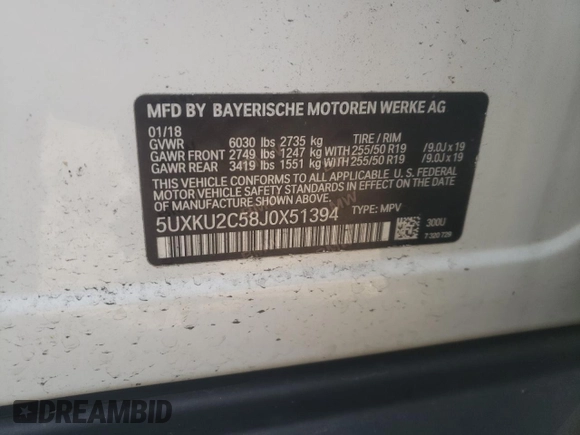 MFD BY BAYERISCHE MOTOREN WERKE AG
01/18
GVWR 6030 lbs 2735 kg TIRE / RIM
GAWR FRONT 2749 lbs 1247 kg WITH 255/50 R19 /9.0J x 19
GAWR REAR 3419 lbs 1551 kg WITH 255/50 R19 /9.0J x 19
THIS VEHICLE CONFORMS TO ALL APPLICABLE U.S. FEDERAL
MOTOR VEHICLE SAFETY STANDARDS IN EFFECT
ON THE DATE OF MANUFACTURE SHOWN ABOVE.
5UXKU2C58J0X51394 TYPE: MPV
300U
7 320 729
DREAMBID